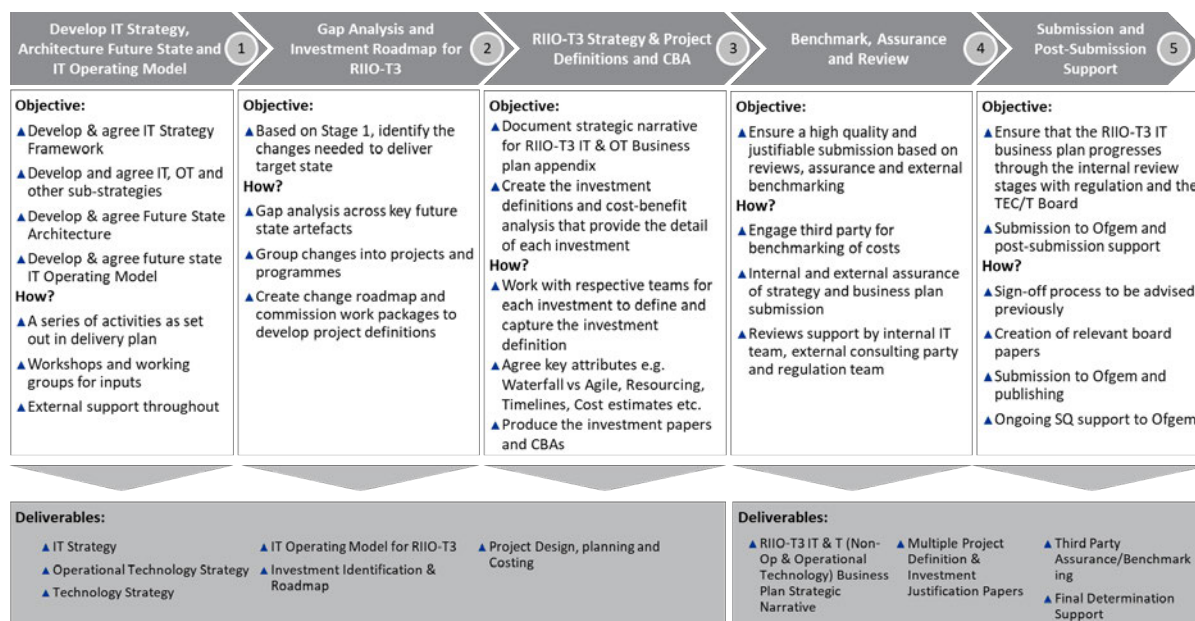 Develop IT Strategy,
Architecture Future State and
IT Operating Model
1
Gap Analysis and
Investment Roadmap for
RIIO-T3
2
RIIO-T3 Strategy & Project
Definitions and CBA
3
Benchmark, Assurance
and Review
4
Submission and
Post-Submission
Support
5
Objective:
▲Develop & agree IT Strategy
Framework
▲Develop and agree IT, OT and
other sub-strategies
▲Develop & agree Future State
Architecture
▲Develop & agree future state
IT Operating Model
How?
▲A series of activities as set
out in delivery plan
▲Workshops and working
groups for inputs
▲External support throughout
Objective:
▲Based on Stage 1, identify the
changes needed to deliver
target state
How?
▲Gap analysis across key future
state artefacts
▲Group changes into projects and
programmes
▲Create change roadmap and
commission work packages to
develop project definitions
Objective:
▲Document strategic narrative
for RIIO-T3 IT & OT Business
plan appendix
▲Create the investment
definitions and cost-benefit
analysis that provide the detail
of each investment
How?
▲Work with respective teams for
each investment to define and
capture the investment
definition
▲Agree key attributes e.g.
Waterfall vs Agile, Resourcing,
Timelines, Cost estimates etc.
▲Produce the investment papers
and CBAs
Objective:
▲Ensure a high quality and
justifiable submission based on
reviews, assurance and external
benchmarking
How?
▲Engage third party for
benchmarking of costs
▲Internal and external assurance
of strategy and business plan
submission
▲Reviews support by internal IT
team, external consulting party
and regulation team
Objective:
▲Ensure that the RIIO-T3 IT
business plan progresses
through the internal review
stages with regulation and the
TEC/T Board
▲Submission to Ofgem and
post-submission support
How?
▲Sign-off process to be advised
previously
▲Creation of relevant board
papers
▲Submission to Ofgem and
publishing
▲Ongoing SQ support to Ofgem
Deliverables:
▲IT Strategy
▲Operational Technology Strategy
▲Technology Strategy
▲IT Operating Model for RIIO-T3
▲Investment Identification &
Roadmap
▲Project Design, planning and
Costing
Deliverables:
▲RIIO-T3 IT & T (Non-
Op & Operational
Technology) Business
Plan Strategic
Narrative
▲Multiple Project
Definition &
Investment
Justification Papers
▲Third Party
Assurance/Benchmark
ing
▲Final Determination
Support